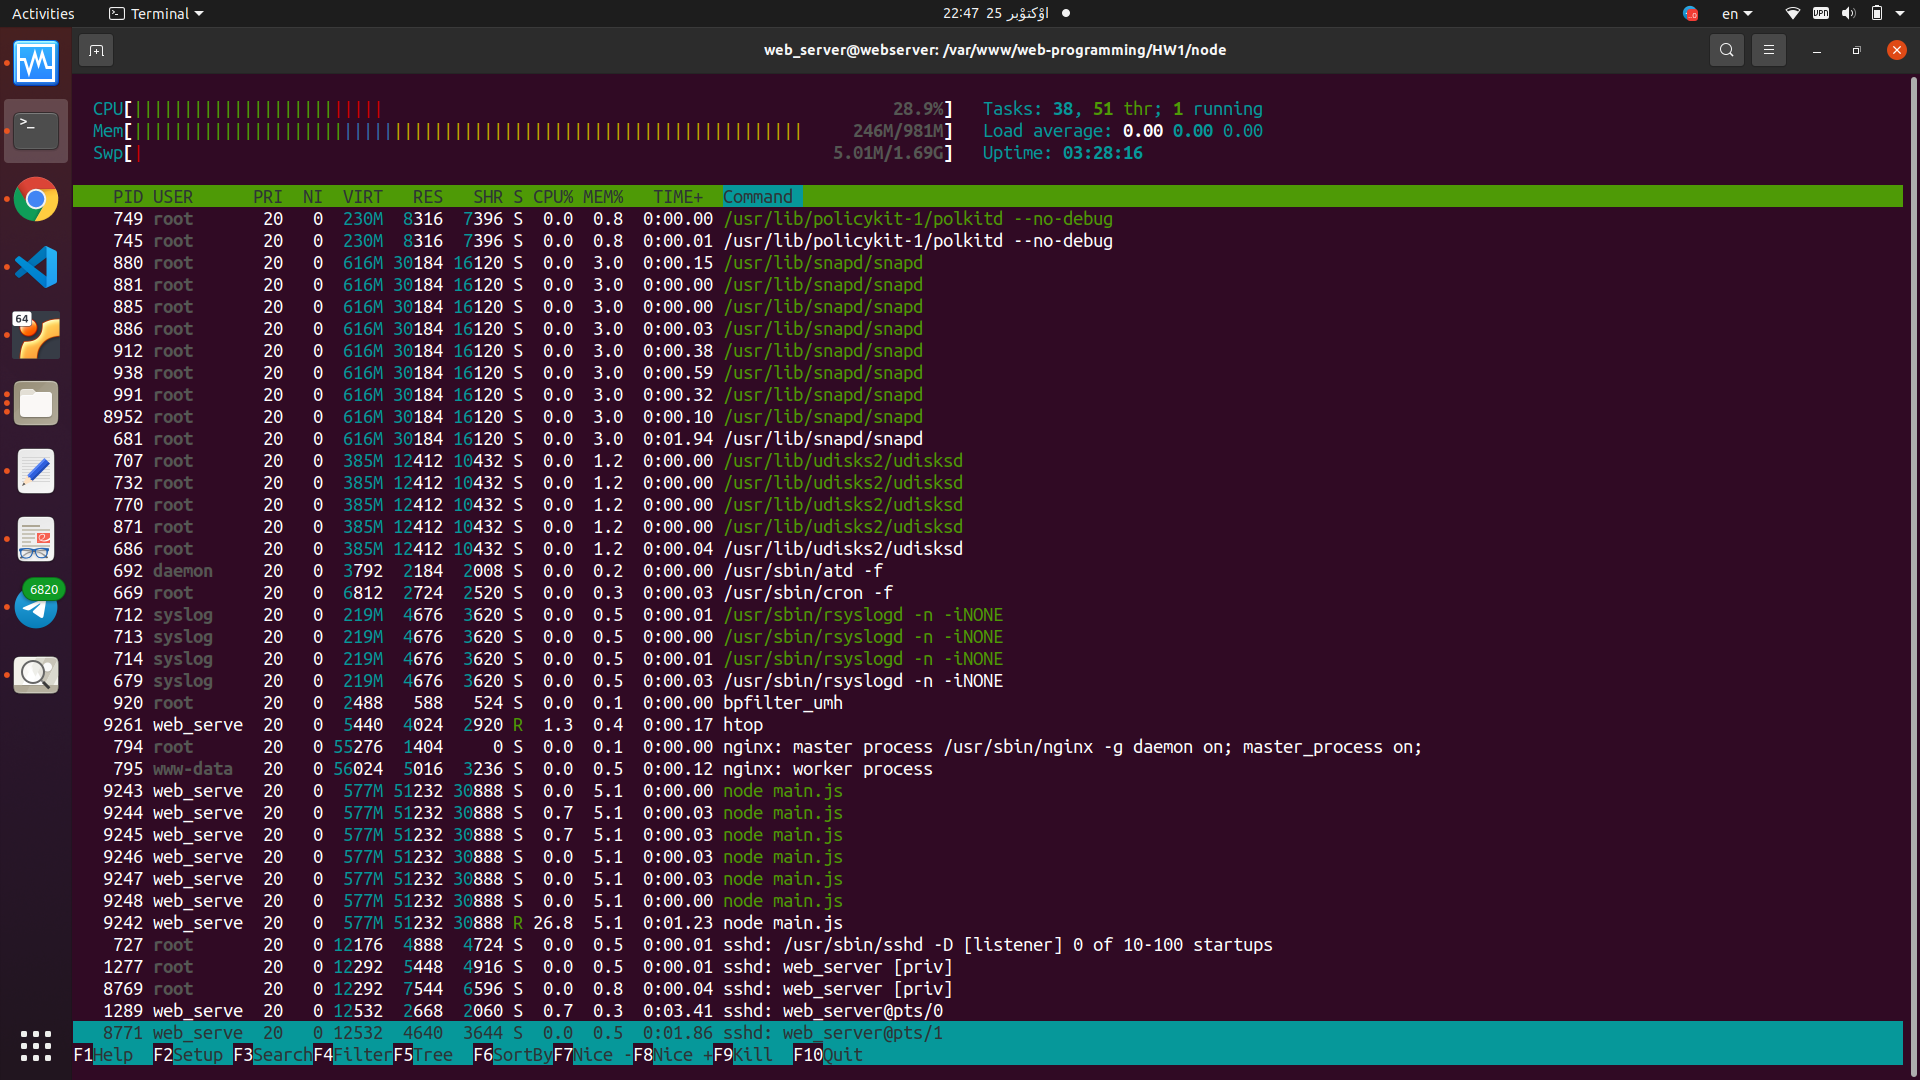 Activities Terminal 22:47 25 اؤکتوْبر en VPN
web_server@webserver: /var/www/web-programming/HW1/node
64
6820
CPU[|||||||||||||||||||||||||28.9%] Tasks: 38, 51 thr; 1 running
Mem[|||||||||||||||||||||||||||||||||||||||||||||||||||||||||||||||||||246M/981M] Load average: 0.00 0.00 0.00
Swp[|5.01M/1.69G] Uptime: 03:28:16
PID USER PRI NI VIRT RES SHR S CPU% MEM% TIME+ Command
749 root 20 0 230M 8316 7396 S 0.0 0.8 0:00.00 /usr/lib/policykit-1/polkitd --no-debug
745 root 20 0 230M 8316 7396 S 0.0 0.8 0:00.01 /usr/lib/policykit-1/polkitd --no-debug
880 root 20 0 616M 30184 16120 S 0.0 3.0 0:00.15 /usr/lib/snapd/snapd
881 root 20 0 616M 30184 16120 S 0.0 3.0 0:00.00 /usr/lib/snapd/snapd
885 root 20 0 616M 30184 16120 S 0.0 3.0 0:00.00 /usr/lib/snapd/snapd
886 root 20 0 616M 30184 16120 S 0.0 3.0 0:00.03 /usr/lib/snapd/snapd
912 root 20 0 616M 30184 16120 S 0.0 3.0 0:00.38 /usr/lib/snapd/snapd
938 root 20 0 616M 30184 16120 S 0.0 3.0 0:00.59 /usr/lib/snapd/snapd
991 root 20 0 616M 30184 16120 S 0.0 3.0 0:00.32 /usr/lib/snapd/snapd
8952 root 20 0 616M 30184 16120 S 0.0 3.0 0:00.10 /usr/lib/snapd/snapd
681 root 20 0 616M 30184 16120 S 0.0 3.0 0:01.94 /usr/lib/snapd/snapd
707 root 20 0 385M 12412 10432 S 0.0 1.2 0:00.00 /usr/lib/udisks2/udisksd
732 root 20 0 385M 12412 10432 S 0.0 1.2 0:00.00 /usr/lib/udisks2/udisksd
770 root 20 0 385M 12412 10432 S 0.0 1.2 0:00.00 /usr/lib/udisks2/udisksd
871 root 20 0 385M 12412 10432 S 0.0 1.2 0:00.00 /usr/lib/udisks2/udisksd
686 root 20 0 385M 12412 10432 S 0.0 1.2 0:00.04 /usr/lib/udisks2/udisksd
692 daemon 20 0 3792 2184 2008 S 0.0 0.2 0:00.00 /usr/sbin/atd -f
669 root 20 0 6812 2724 2520 S 0.0 0.3 0:00.03 /usr/sbin/cron -f
712 syslog 20 0 219M 4676 3620 S 0.0 0.5 0:00.01 /usr/sbin/rsyslogd -n -iNONE
713 syslog 20 0 219M 4676 3620 S 0.0 0.5 0:00.00 /usr/sbin/rsyslogd -n -iNONE
714 syslog 20 0 219M 4676 3620 S 0.0 0.5 0:00.01 /usr/sbin/rsyslogd -n -iNONE
679 syslog 20 0 219M 4676 3620 S 0.0 0.5 0:00.03 /usr/sbin/rsyslogd -n -iNONE
920 root 20 0 2488 588 524 S 0.0 0.1 0:00.00 bpfilter_umh
9261 web_serve 20 0 5440 4024 2920 R 1.3 0.4 0:00.17 htop
794 root 20 0 55276 1404 0 S 0.0 0.1 0:00.00 nginx: master process /usr/sbin/nginx -g daemon on; master_process on;
795 www-data 20 0 56024 5016 3236 S 0.0 0.5 0:00.12 nginx: worker process
9243 web_serve 20 0 577M 51232 30888 S 0.0 5.1 0:00.00 node main.js
9244 web_serve 20 0 577M 51232 30888 S 0.7 5.1 0:00.03 node main.js
9245 web_serve 20 0 577M 51232 30888 S 0.7 5.1 0:00.03 node main.js
9246 web_serve 20 0 577M 51232 30888 S 0.0 5.1 0:00.03 node main.js
9247 web_serve 20 0 577M 51232 30888 S 0.0 5.1 0:00.03 node main.js
9248 web_serve 20 0 577M 51232 30888 S 0.0 5.1 0:00.00 node main.js
9242 web_serve 20 0 577M 51232 30888 R 26.8 5.1 0:01.23 node main.js
727 root 20 0 12176 4888 4724 S 0.0 0.5 0:00.01 sshd: /usr/sbin/sshd -D [listener] 0 of 10-100 startups
1277 root 20 0 12292 5448 4916 S 0.0 0.5 0:00.01 sshd: web_server [priv]
8769 root 20 0 12292 7544 6596 S 0.0 0.8 0:00.04 sshd: web_server [priv]
1289 web_serve 20 0 12532 2668 2060 S 0.7 0.3 0:03.41 sshd: web_server@pts/0
8771 web_serve 20 0 12532 4640 3644 S 0.0 0.5 0:01.86 sshd: web_server@pts/1
F1Help F2Setup F3SearchF4FilterF5Tree F6SortByF7Nice -F8Nice +F9Kill F10Quit